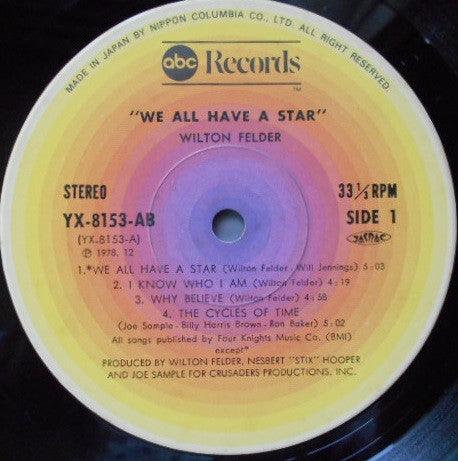 MADE IN JAPAN BY NIPPON COLUMBIA CO., LTD. ALL RIGHT RESERVED.
abc Records
TM
"WE ALL HAVE A STAR"
WILTON FELDER
STEREO 33 1/3 RPM
YX-8153-AB SIDE 1
(YX-8153-A) JASRAC
Ⓟ 1978. 12
1.*WE ALL HAVE A STAR (Wilton Felder - Will Jennings) 5:03
2. I KNOW WHO I AM (Wilton Felder) 4:19
3. WHY BELIEVE (Wilton Felder) 4:58
4. THE CYCLES OF TIME
(Joe Sample - Billy Harris Brown - Ron Baker) 5:02
All songs published by Four Knights Music Co. (BMI)
except*
PRODUCED BY WILTON FELDER, NESBERT "STIX" HOOPER
AND JOE SAMPLE FOR CRUSADERS PRODUCTIONS, INC.